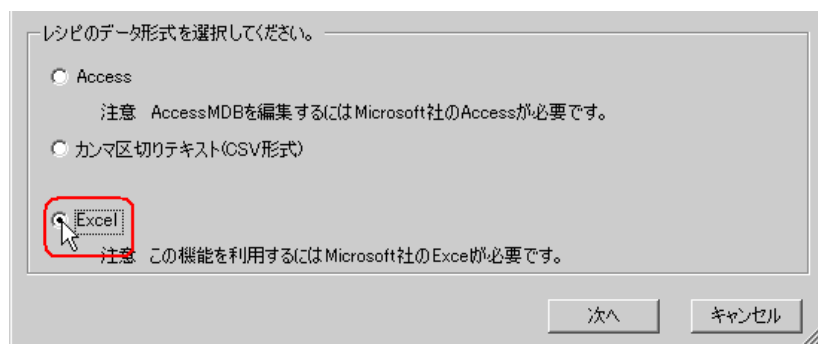 レシピのデータ形式を選択してください。
Access
注意 AccessMDBを編集するにはMicrosoft社のAccessが必要です。
カンマ区切りテキスト(CSV形式)
Excel
注意 この機能を利用するにはMicrosoft社のExcelが必要です。
次へ キャンセル